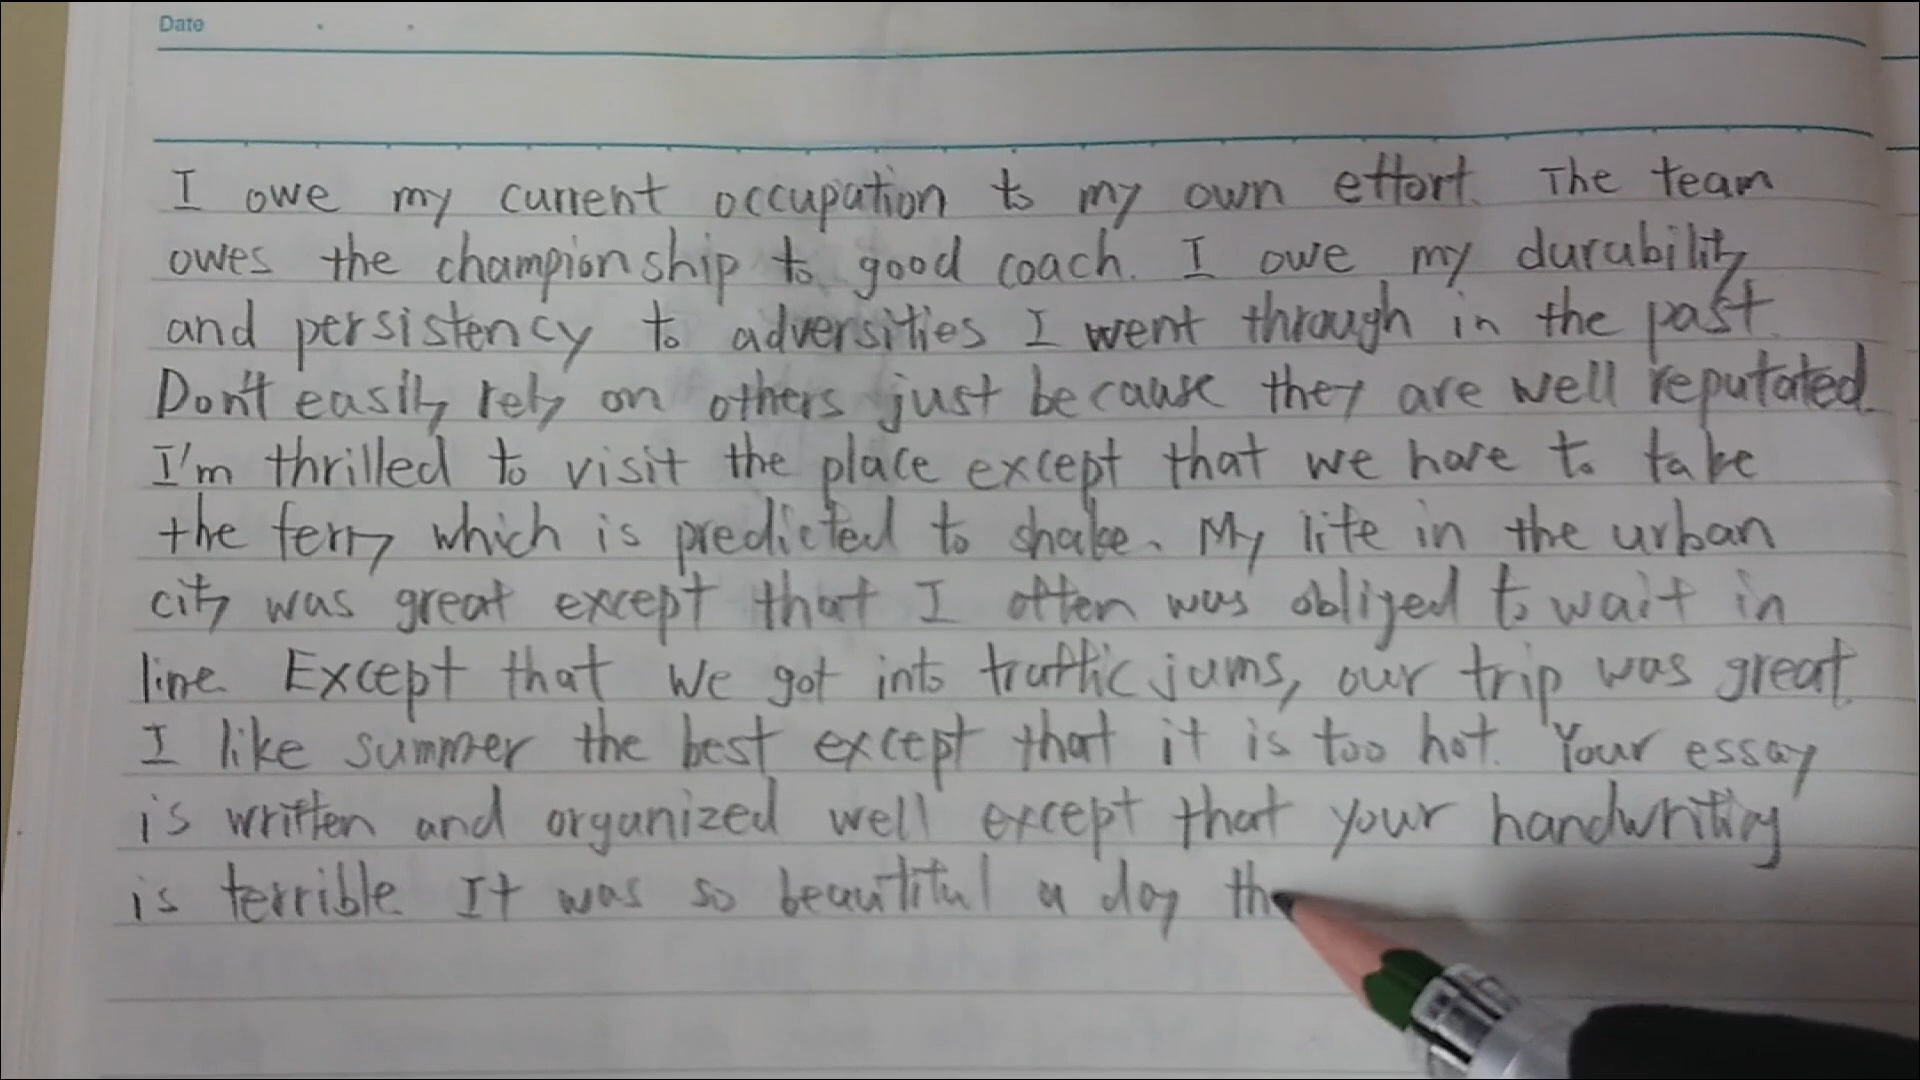 Date
I owe my current occupation to my own effort. The team
owes the championship to good coach. I owe my durability
and persistency to adversities I went through in the past.
Don't easily rely on others just because they are well reputated.
I'm thrilled to visit the place except that we have to take
the ferry which is predicted to shake. My life in the urban
city was great except that I often was obliged to wait in
line. Except that we got into traffic jams, our trip was great.
I like summer the best except that it is too hot. Your essay
is written and organized well except that your handwriting
is terrible. It was so beautiful a day th